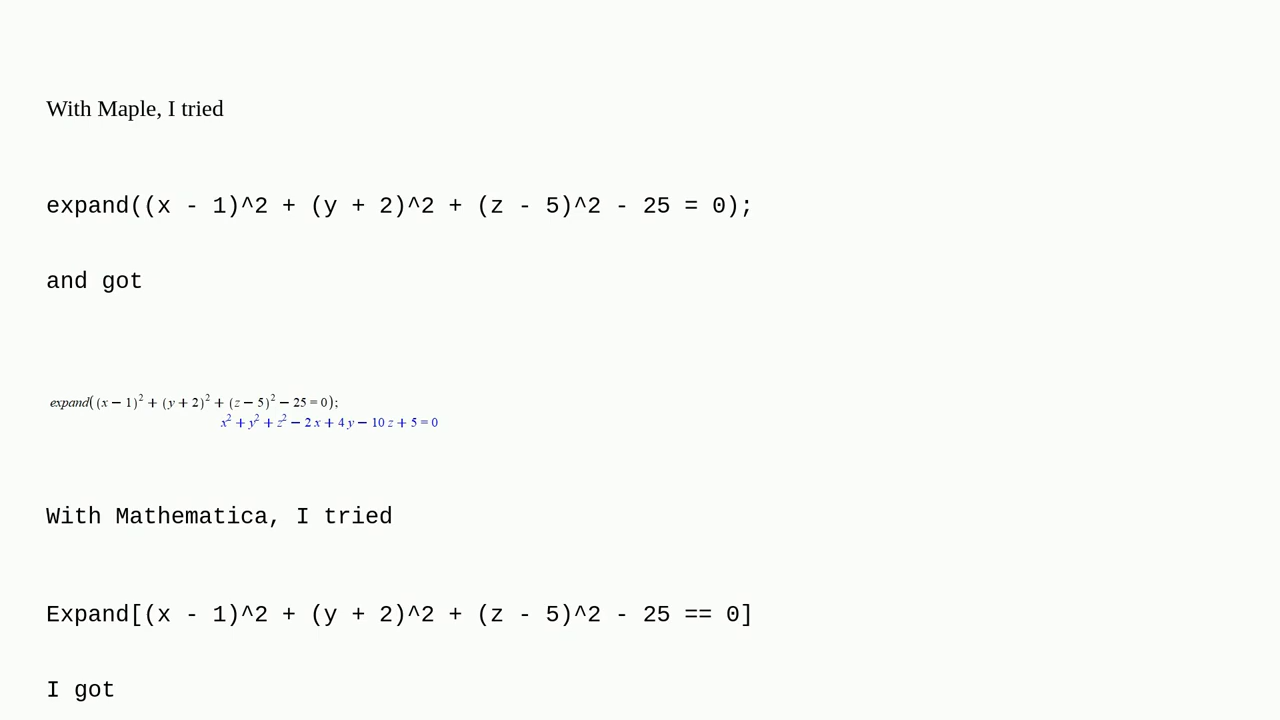 With Maple, I tried
expand((x - 1)^2 + (y + 2)^2 + (z - 5)^2 - 25 = 0);
and got
expand((x − 1)² + (y + 2)² + (z − 5)² − 25 = 0);
x² + y² + z² − 2 x + 4 y − 10 z + 5 = 0
With Mathematica, I tried
Expand[(x - 1)^2 + (y + 2)^2 + (z - 5)^2 - 25 == 0]
I got